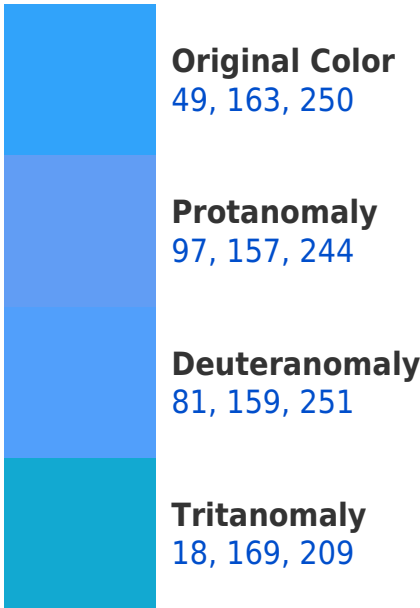 Original Color
49, 163, 250
Protanomaly
97, 157, 244
Deuteranomaly
81, 159, 251
Tritanomaly
18, 169, 209